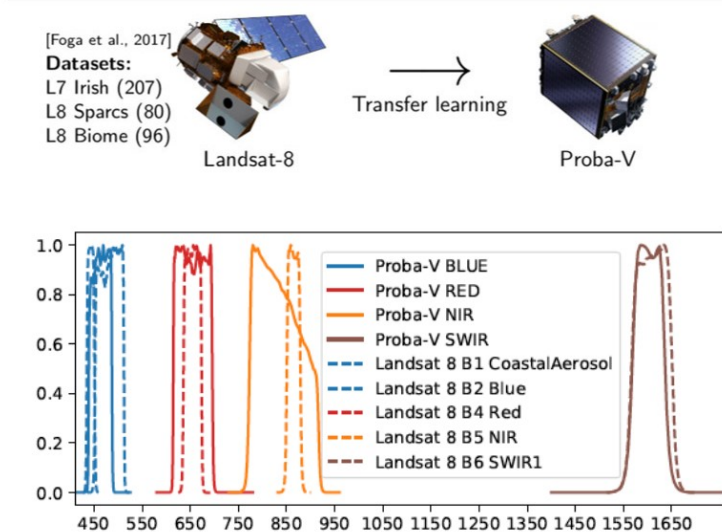 [Foga et al., 2017]
Datasets:
L7 Irish (207)
L8 Sparcs (80)
L8 Biome (96)
Landsat-8
Transfer learning
Proba-V
1.0
0.8
0.6
0.4
0.2
0.0
Proba-V BLUE
Proba-V RED
Proba-V NIR
Proba-V SWIR
Landsat 8 B1 CoastalAerosol
Landsat 8 B2 Blue
Landsat 8 B4 Red
Landsat 8 B5 NIR
Landsat 8 B6 SWIR1
450 550 650 750 850 950 1050 1150 1250 1350 1450 1550 1650